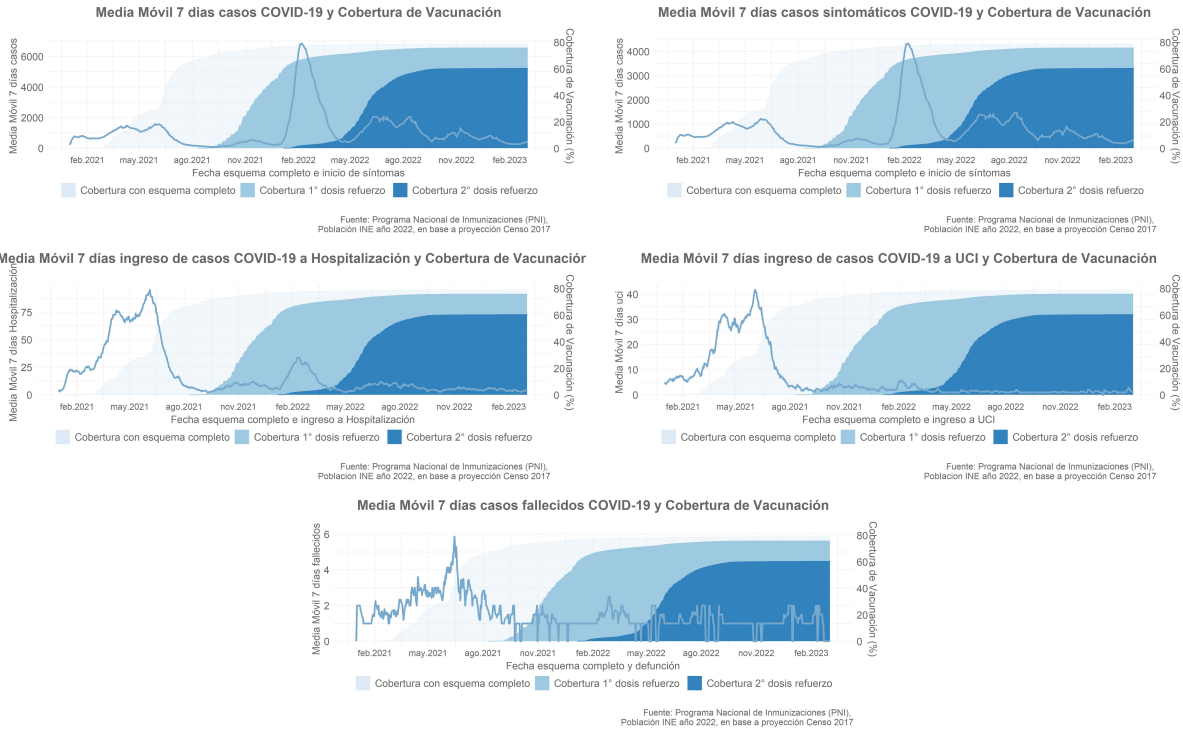 Media Móvil 7 dias casos COVID-19 y Cobertura de Vacunación
Media Móvil 7 días casos
6000
4000
2000
0
80
60
40
20
0
Cobertura de Vacunación (%)
feb.2021 may.2021 ago.2021 nov.2021 feb.2022 may.2022 ago.2022 nov.2022 feb.2023
Fecha esquema completo e inicio de síntomas
Cobertura con esquema completo Cobertura 1° dosis refuerzo Cobertura 2° dosis refuerzo
Fuente: Programa Nacional de Inmunizaciones (PNI),
Población INE año 2022, en base a proyección Censo 2017
Media Móvil 7 días casos sintomáticos COVID-19 y Cobertura de Vacunación
Media Móvil 7 días casos
4000
3000
2000
1000
0
80
60
40
20
0
Cobertura de Vacunación (%)
feb.2021 may.2021 ago.2021 nov.2021 feb.2022 may.2022 ago.2022 nov.2022 feb.2023
Fecha esquema completo e inicio de síntomas
Cobertura con esquema completo Cobertura 1° dosis refuerzo Cobertura 2° dosis refuerzo
Fuente: Programa Nacional de Inmunizaciones (PNI),
Población INE año 2022, en base a proyección Censo 2017
Media Móvil 7 días ingreso de casos COVID-19 a Hospitalización y Cobertura de Vacunación
Media Móvil 7 días Hospitalización
75
50
25
0
80
60
40
20
0
Cobertura de Vacunación (%)
feb.2021 may.2021 ago.2021 nov.2021 feb.2022 may.2022 ago.2022 nov.2022 feb.2023
Fecha esquema completo e ingreso a Hospitalización
Cobertura con esquema completo Cobertura 1° dosis refuerzo Cobertura 2° dosis refuerzo
Fuente: Programa Nacional de Inmunizaciones (PNI),
Poblacion INE año 2022, en base a proyección Censo 2017
Media Móvil 7 días ingreso de casos COVID-19 a UCI y Cobertura de Vacunación
Media Móvil 7 días uci
40
30
20
10
0
80
60
40
20
0
Cobertura de Vacunación (%)
feb.2021 may.2021 ago.2021 nov.2021 feb.2022 may.2022 ago.2022 nov.2022 feb.2023
Fecha esquema completo e ingreso a UCI
Cobertura con esquema completo Cobertura 1° dosis refuerzo Cobertura 2° dosis refuerzo
Fuente: Programa Nacional de Inmunizaciones (PNI),
Poblacion INE año 2022, en base a proyección Censo 2017
Media Móvil 7 días casos fallecidos COVID-19 y Cobertura de Vacunación
Media Móvil 7 días fallecidos
6
4
2
0
80
60
40
20
0
Cobertura de Vacunación (%)
feb.2021 may.2021 ago.2021 nov.2021 feb.2022 may.2022 ago.2022 nov.2022 feb.2023
Fecha esquema completo y defunción
Cobertura con esquema completo Cobertura 1° dosis refuerzo Cobertura 2° dosis refuerzo
Fuente: Programa Nacional de Inmunizaciones (PNI),
Población INE año 2022, en base a proyección Censo 2017